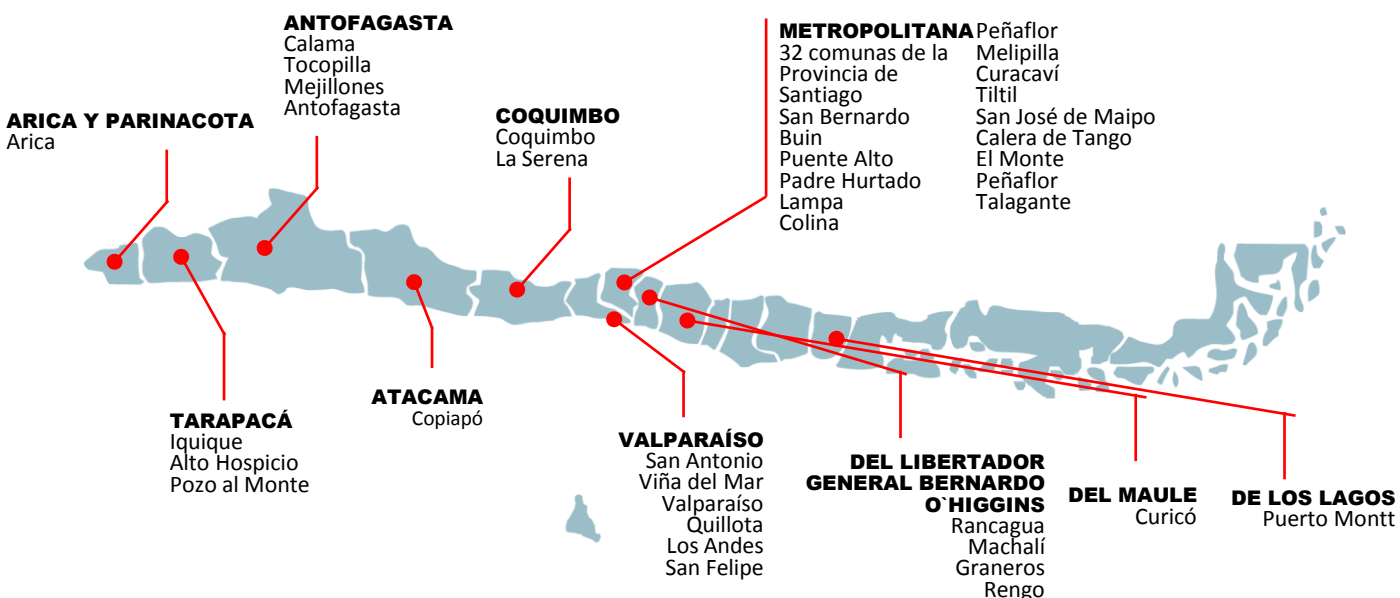 ARICA Y PARINACOTA
Arica
TARAPACÁ
Iquique
Alto Hospicio
Pozo al Monte
ANTOFAGASTA
Calama
Tocopilla
Mejillones
Antofagasta
ATACAMA
Copiapó
COQUIMBO
Coquimbo
La Serena
VALPARAÍSO
San Antonio
Viña del Mar
Valparaíso
Quillota
Los Andes
San Felipe
METROPOLITANA
32 comunas de la
Provincia de
Santiago
San Bernardo
Buin
Puente Alto
Padre Hurtado
Lampa
Colina
Peñaflor
Melipilla
Curacaví
Tiltil
San José de Maipo
Calera de Tango
El Monte
Peñaflor
Talagante
DEL LIBERTADOR
GENERAL BERNARDO
O`HIGGINS
Rancagua
Machalí
Graneros
Rengo
DEL MAULE
Curicó
DE LOS LAGOS
Puerto Montt